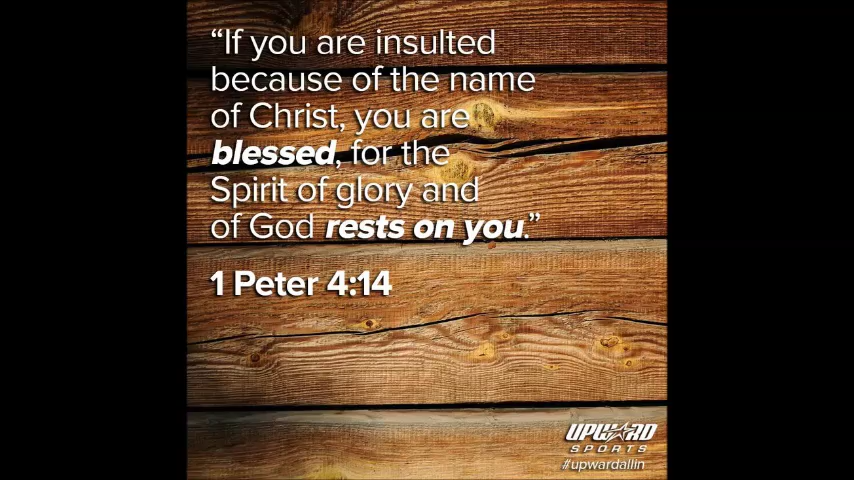 “If you are insulted
because of the name
of Christ, you are
blessed, for the
Spirit of glory and
of God rests on you.”
1 Peter 4:14
UPWARD
SPORTS
#upwardallin